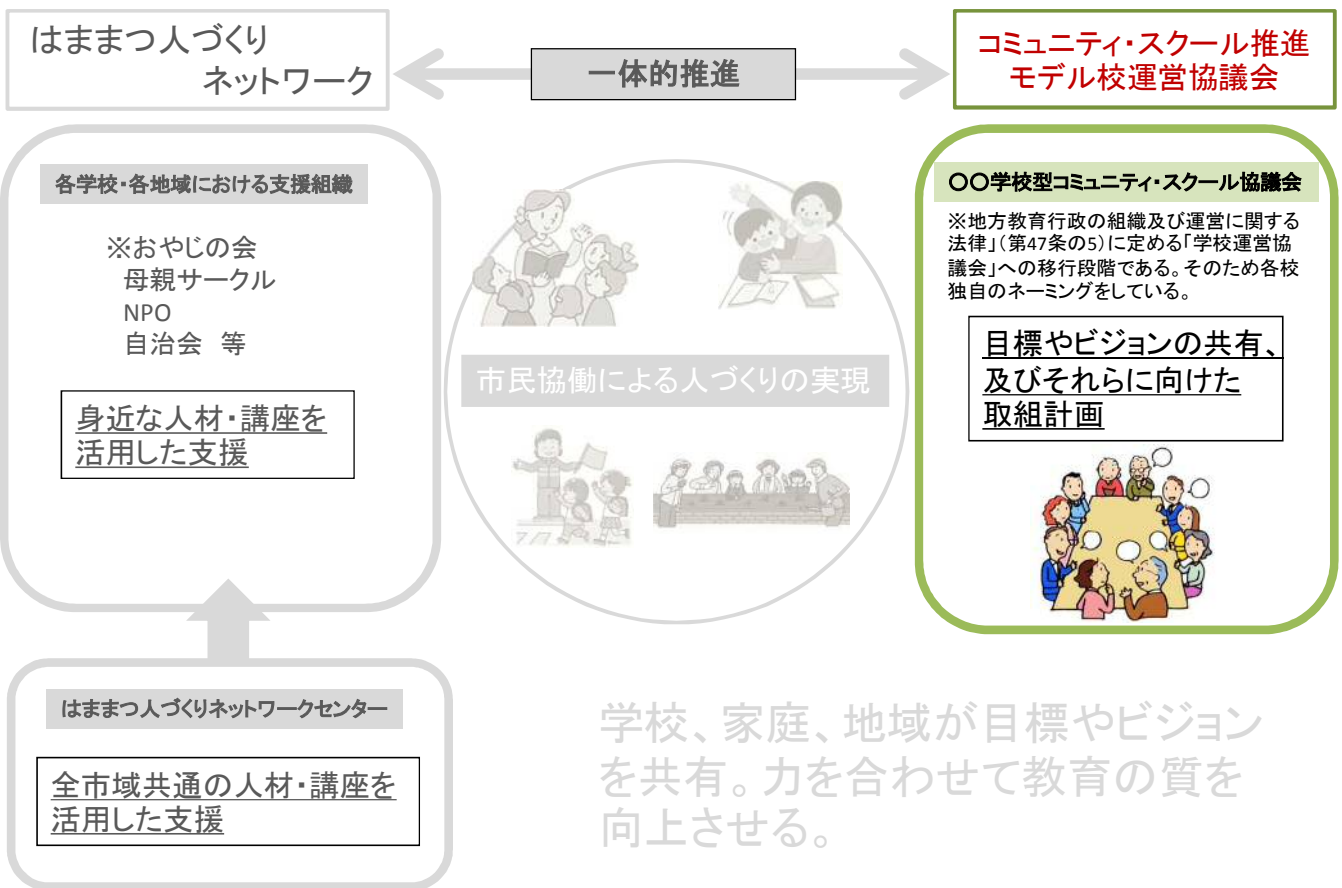 はままつ人づくり
ネットワーク
一体的推進
コミュニティ・スクール推進
モデル校運営協議会
各学校・各地域における支援組織
※おやじの会
母親サークル
NPO
自治会 等
身近な人材・講座を
活用した支援
市民協働による人づくりの実現
〇〇学校型コミュニティ・スクール協議会
※地方教育行政の組織及び運営に関する
法律」(第47条の5)に定める「学校運営協
議会」への移行段階である。そのため各校
独自のネーミングをしている。
目標やビジョンの共有、
及びそれらに向けた
取組計画
はままつ人づくりネットワークセンター
全市域共通の人材・講座を
活用した支援
学校、家庭、地域が目標やビジョン
を共有。力を合わせて教育の質を
向上させる。